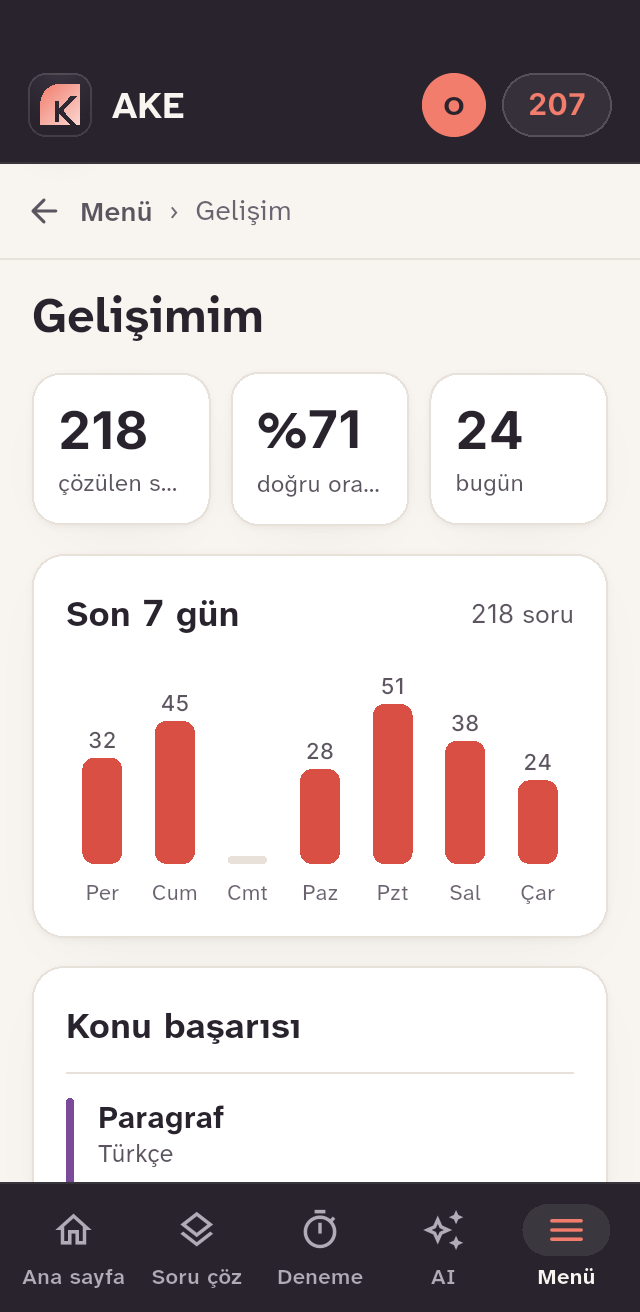 K AKE O 207
← Menü › Gelişim
Gelişimim
218 %71 24
çözülen s... doğru ora... bugün
Son 7 gün 218 soru
32 45 28 51 38 24
Per Cum Cmt Paz Pzt Sal Çar
Konu başarısı
Paragraf
Türkçe
Ana sayfa Soru çöz Deneme AI Menü